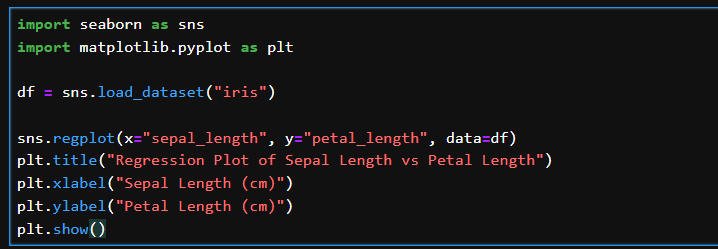 import seaborn as sns
import matplotlib.pyplot as plt
df = sns.load_dataset("iris")
sns.regplot(x="sepal_length", y="petal_length", data=df)
plt.title("Regression Plot of Sepal Length vs Petal Length")
plt.xlabel("Sepal Length (cm)")
plt.ylabel("Petal Length (cm)")
plt.show()